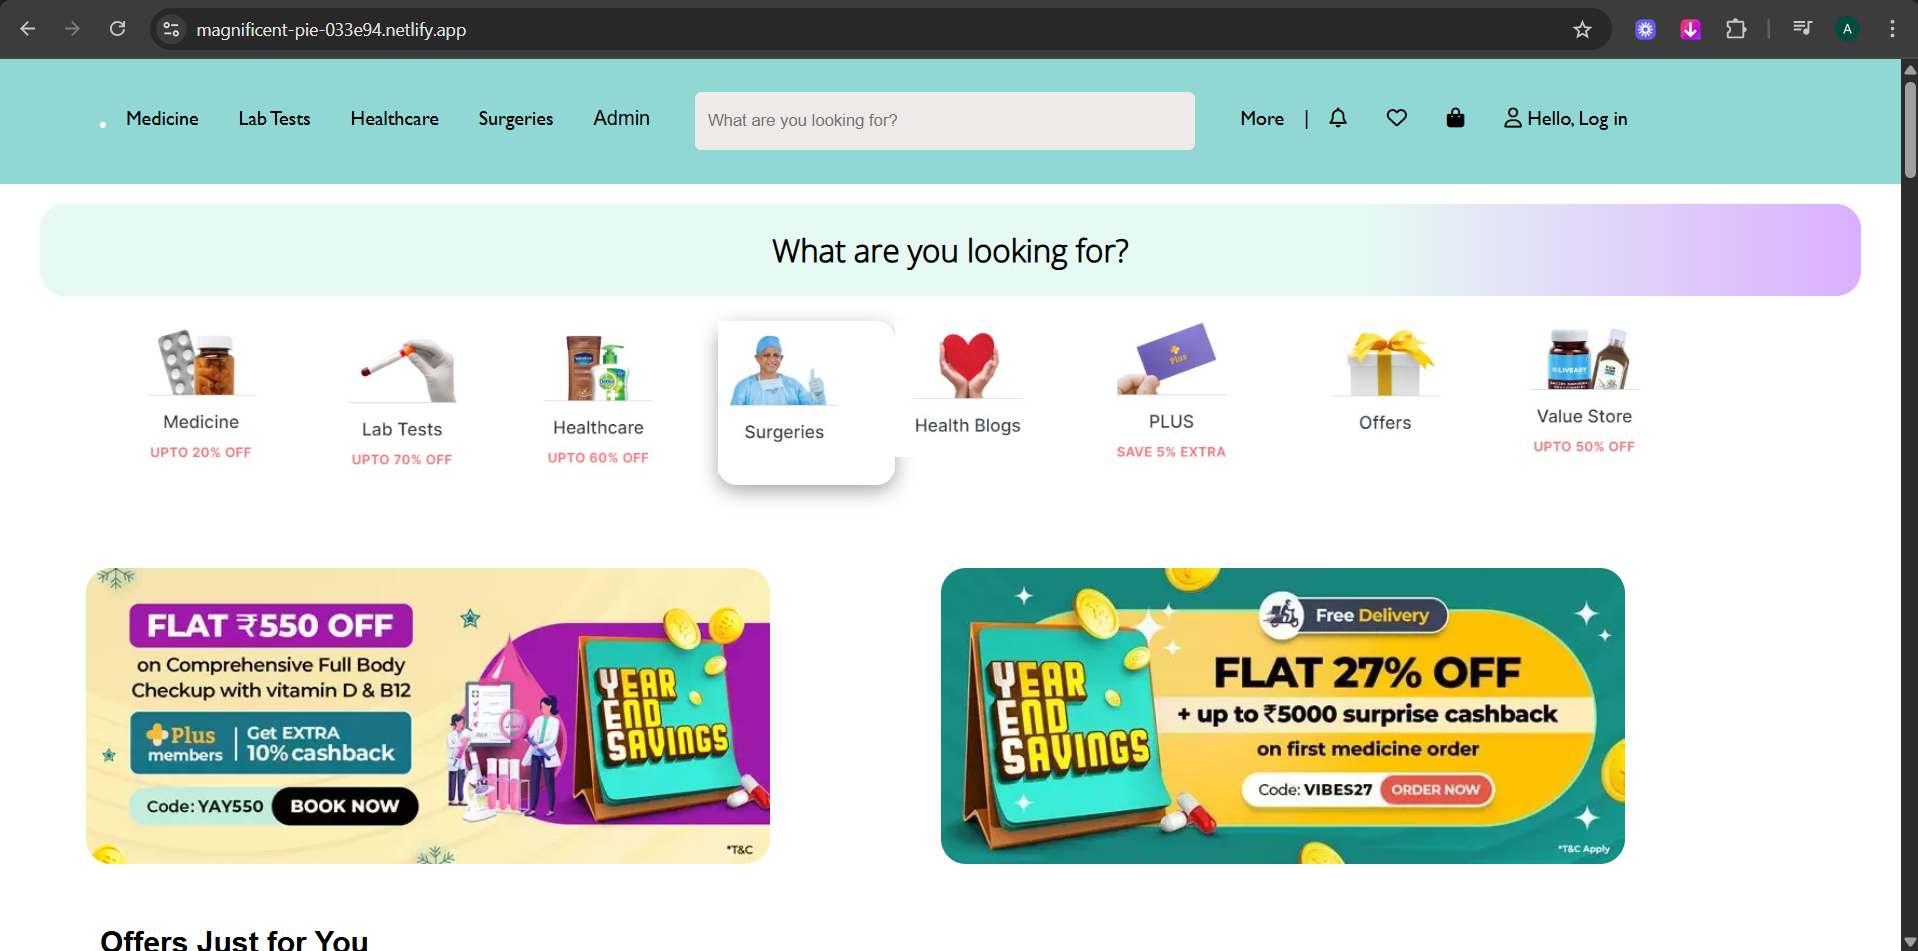 magnificent-pie-033e94.netlify.app
A
Medicine
Lab Tests
Healthcare
Surgeries
Admin
What are you looking for?
More
|
Hello, Log in
What are you looking for?
Medicine
UPTO 20% OFF
Lab Tests
UPTO 70% OFF
Healthcare
UPTO 60% OFF
Surgeries
Health Blogs
Plus
PLUS
SAVE 5% EXTRA
Offers
LIVEASY
Value Store
UPTO 50% OFF
FLAT ₹550 OFF
on Comprehensive Full Body
Checkup with vitamin D & B12
Plus
members
Get EXTRA
10% cashback
Code: YAY550
BOOK NOW
YEAR
END
SAVINGS
*T&C
YEAR
END
SAVINGS
Free Delivery
FLAT 27% OFF
+ up to ₹5000 surprise cashback
on first medicine order
Code: VIBES27
ORDER NOW
*T&C Apply
Offers Just for You